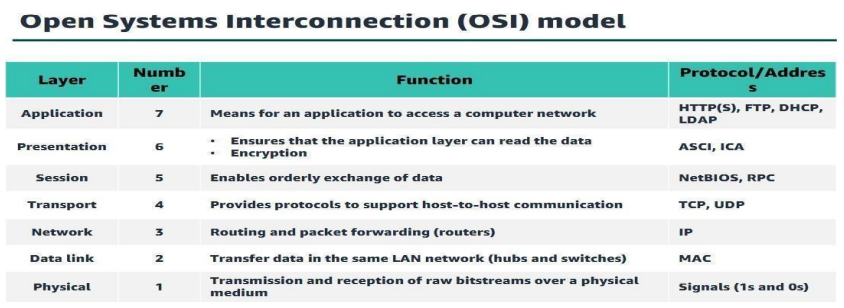 Open Systems Interconnection (OSI) model
Layer Numb er Function Protocol/Addres s
Application 7 Means for an application to access a computer network HTTP(S), FTP, DHCP, LDAP
Presentation 6 • Ensures that the application layer can read the data • Encryption ASCI, ICA
Session 5 Enables orderly exchange of data NetBIOS, RPC
Transport 4 Provides protocols to support host-to-host communication TCP, UDP
Network 3 Routing and packet forwarding (routers) IP
Data link 2 Transfer data in the same LAN network (hubs and switches) MAC
Physical 1 Transmission and reception of raw bitstreams over a physical medium Signals (1s and 0s)